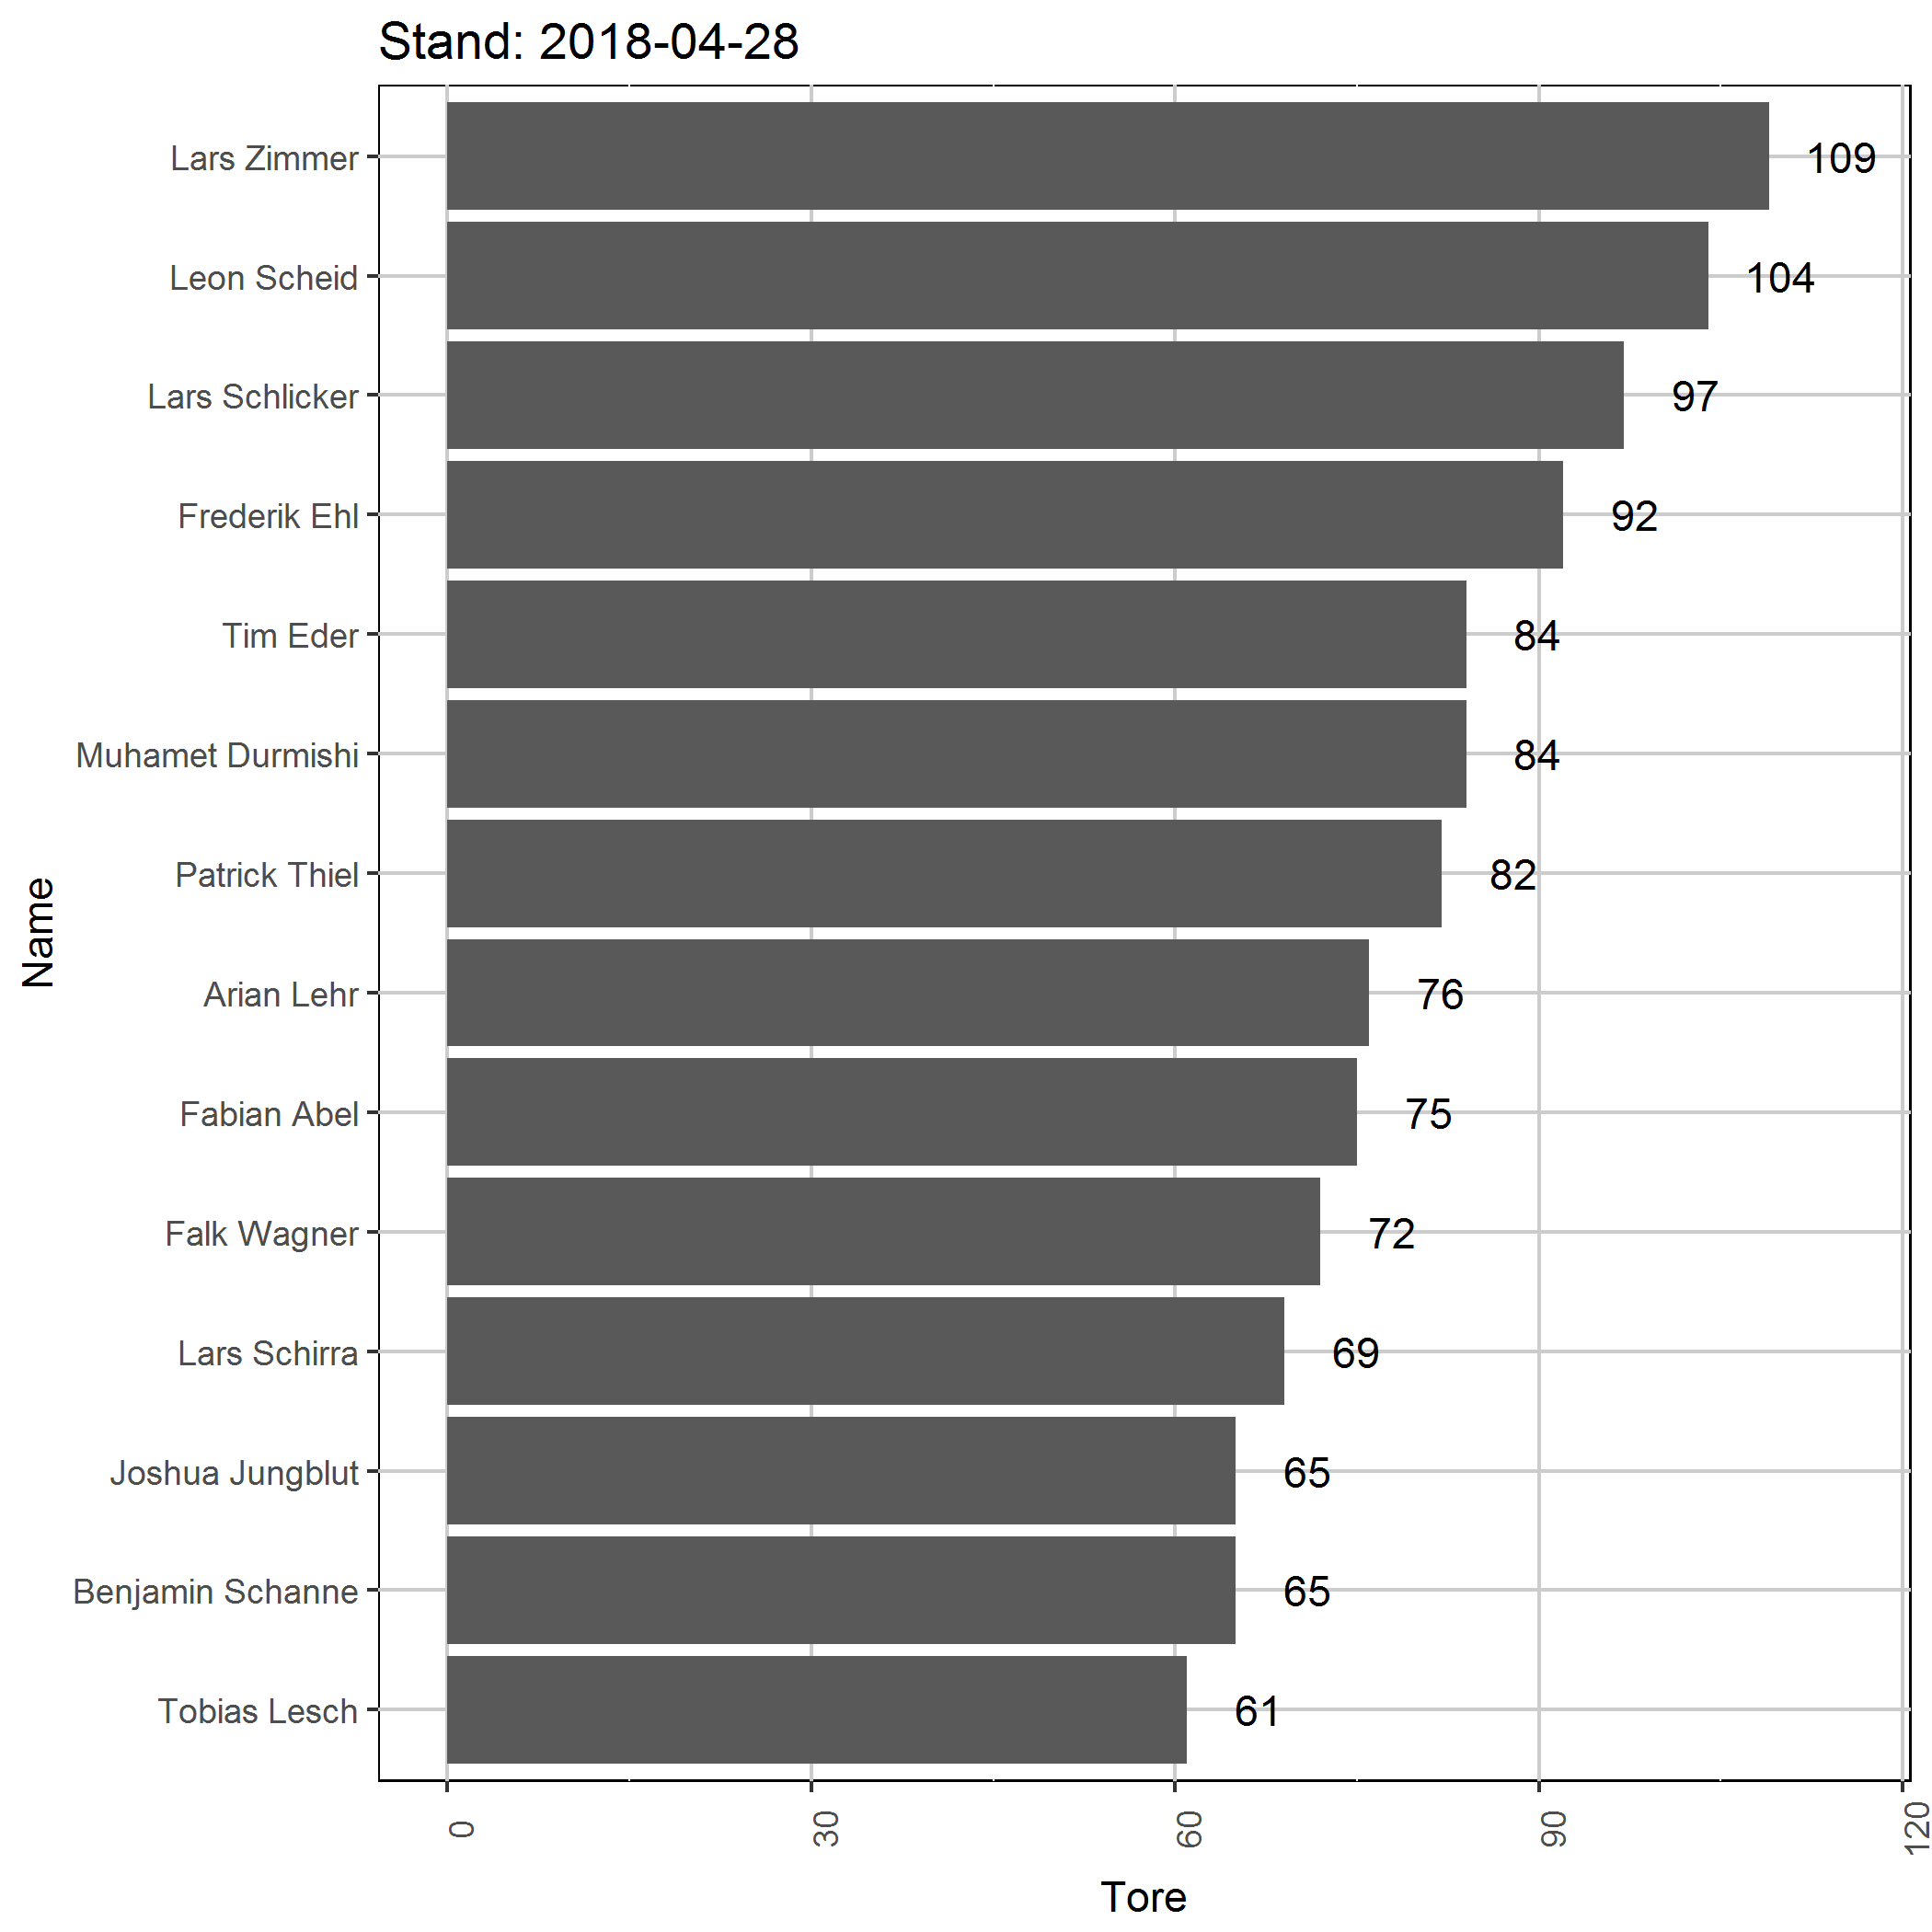 Stand: 2018-04-28
Lars Zimmer 109
Leon Scheid 104
Lars Schlicker 97
Frederik Ehl 92
Tim Eder 84
Muhamet Durmishi 84
Patrick Thiel 82
Arian Lehr 76
Fabian Abel 75
Falk Wagner 72
Lars Schirra 69
Joshua Jungblut 65
Benjamin Schanne 65
Tobias Lesch 61
Name
0 30 60 90 120
Tore